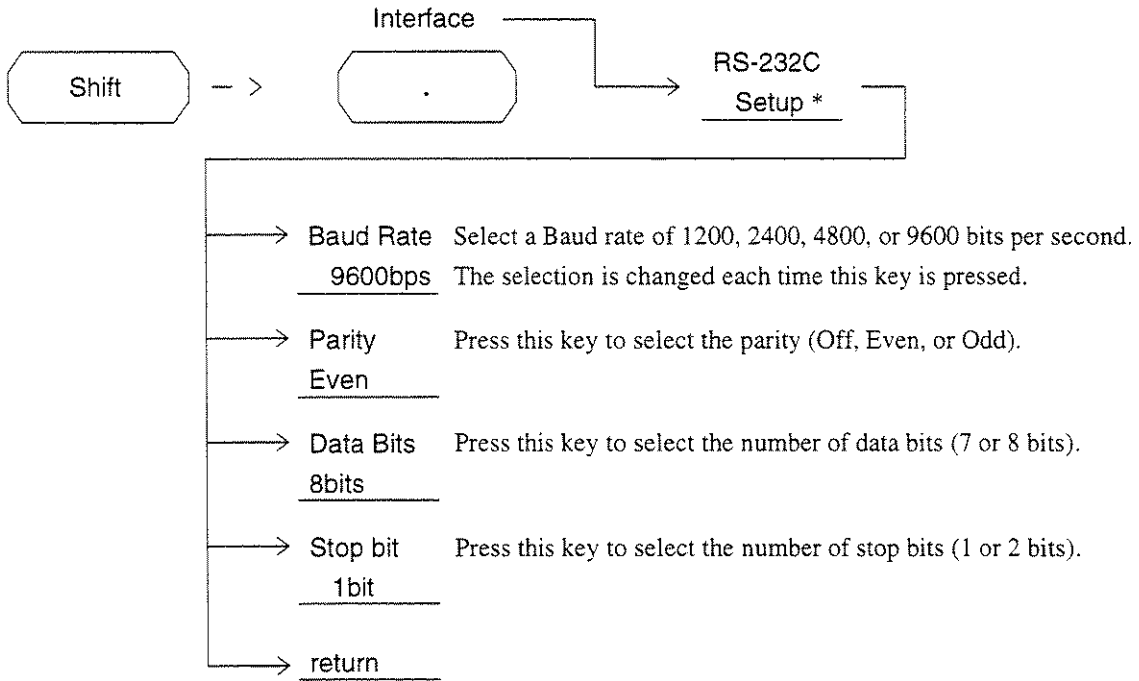 Interface
Shift
- >
.
RS-232C
Setup *
Baud Rate Select a Baud rate of 1200, 2400, 4800, or 9600 bits per second.
9600bps The selection is changed each time this key is pressed.
Parity Press this key to select the parity (Off, Even, or Odd).
Even
Data Bits Press this key to select the number of data bits (7 or 8 bits).
8bits
Stop bit Press this key to select the number of stop bits (1 or 2 bits).
1bit
return